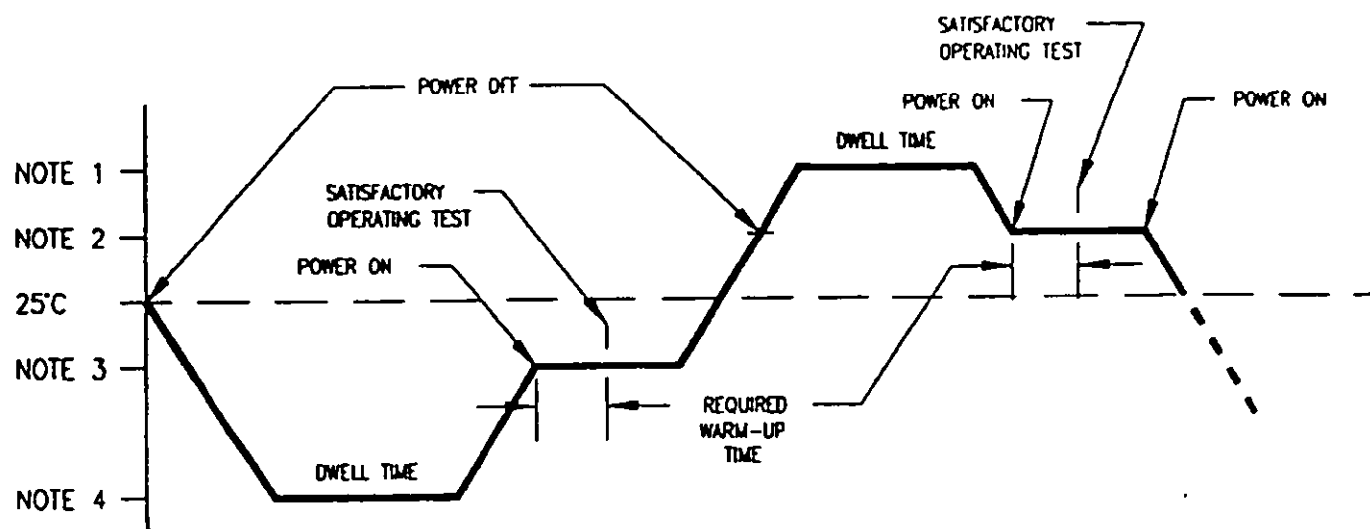 SATISFACTORY
OPERATING TEST
POWER OFF
POWER ON
POWER ON
DWELL TIME
NOTE 1
SATISFACTORY
OPERATING TEST
NOTE 2
POWER ON
25°C
NOTE 3
REQUIRED
WARM-UP
TIME
DWELL TIME
NOTE 4